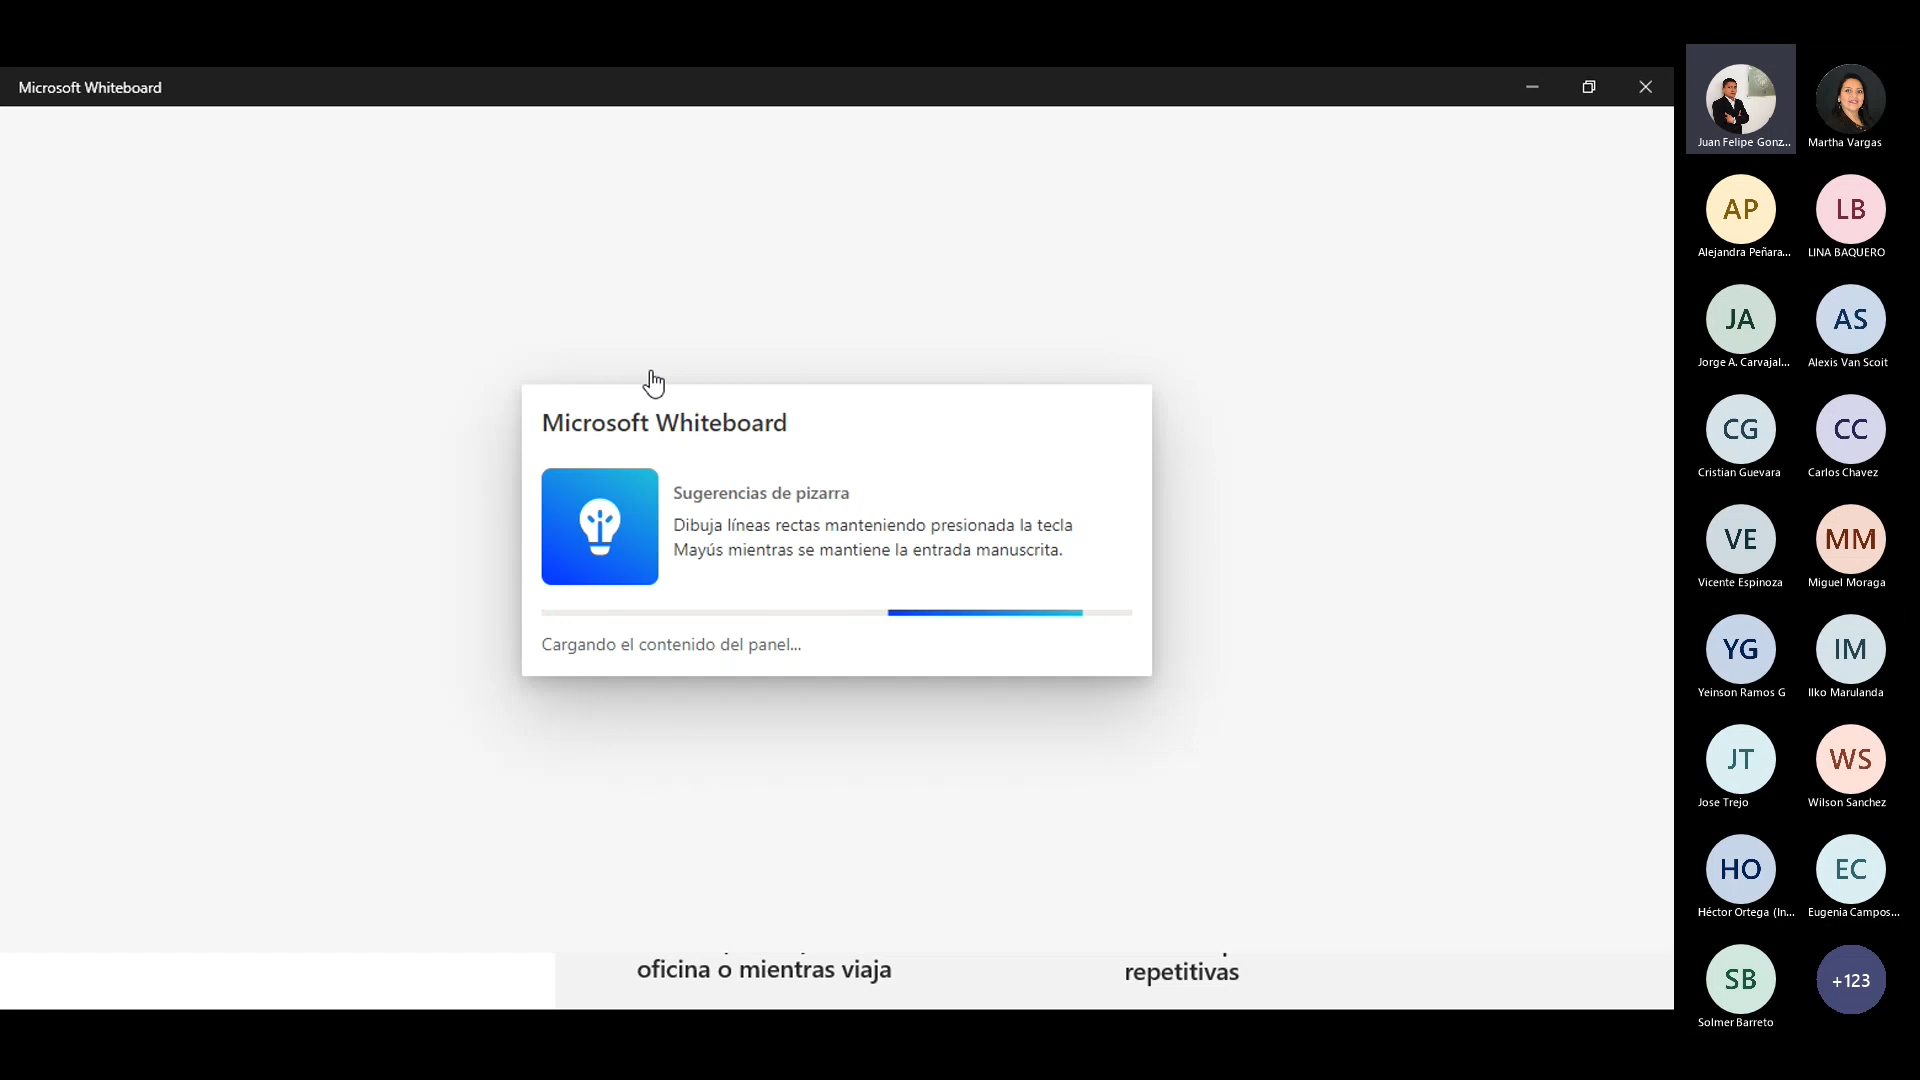 Microsoft Whiteboard
Microsoft Whiteboard
Sugerencias de pizarra
Dibuja líneas rectas manteniendo presionada la tecla
Mayús mientras se mantiene la entrada manuscrita.
Cargando el contenido del panel...
oficina o mientras viaja
repetitivas
Juan Felipe Gonz...
Martha Vargas
AP
LB
Alejandra Peñara...
LINA BAQUERO
JA
AS
Jorge A. Carvajal...
Alexis Van Scoit
CG
CC
Cristian Guevara
Carlos Chavez
VE
MM
Vicente Espinoza
Miguel Moraga
YG
IM
Yeinson Ramos G
Ilko Marulanda
JT
WS
Jose Trejo
Wilson Sanchez
HO
EC
Héctor Ortega (In...
Eugenia Campos...
SB
+123
Solmer Barreto